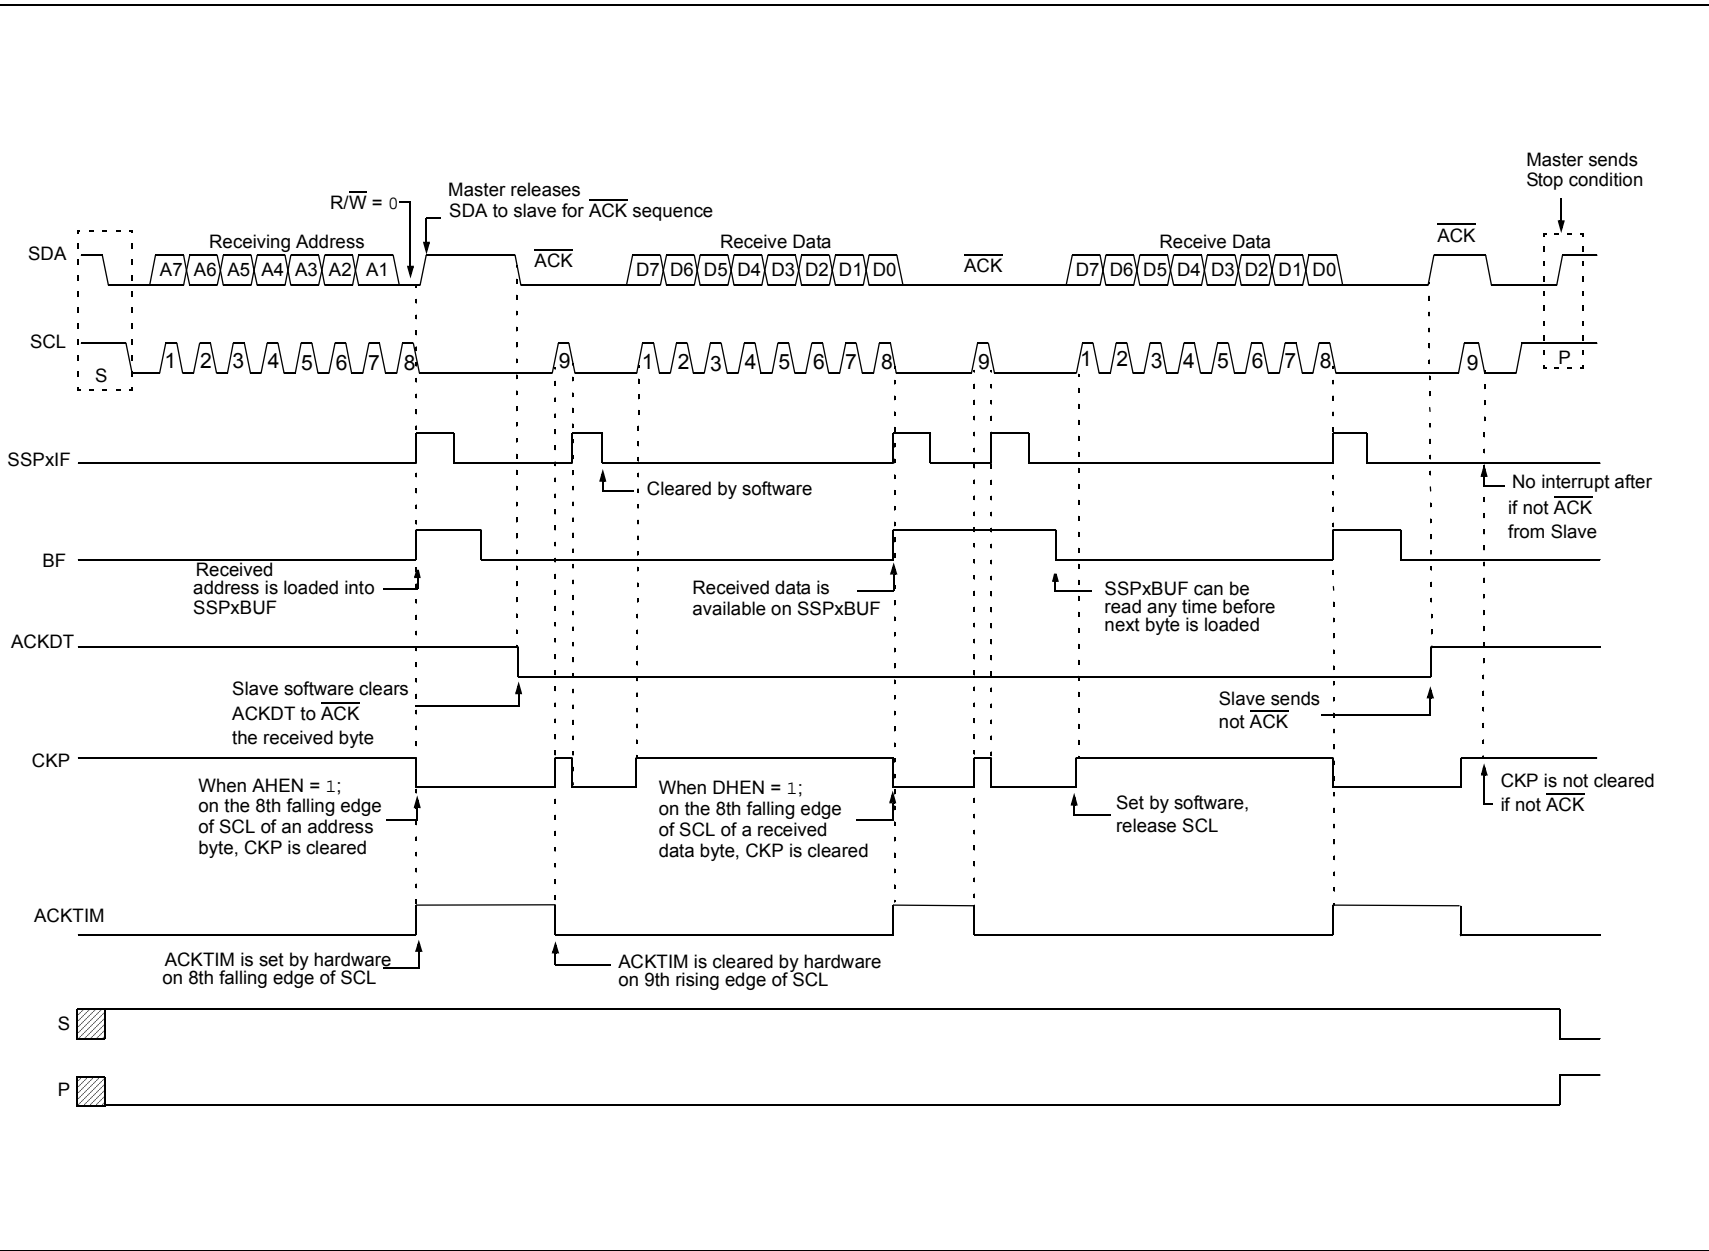 Master sends
Stop condition
R/W̅ = 0
Master releases
SDA to slave for A̅C̅K̅ sequence
SDA
Receiving Address
A7 A6 A5 A4 A3 A2 A1
A̅C̅K̅
Receive Data
D7 D6 D5 D4 D3 D2 D1 D0
A̅C̅K̅
Receive Data
D7 D6 D5 D4 D3 D2 D1 D0
A̅C̅K̅
SCL
S
1 2 3 4 5 6 7 8 9
1 2 3 4 5 6 7 8 9
1 2 3 4 5 6 7 8 9
P
SSPxIF
Cleared by software
No interrupt after
if not A̅C̅K̅
from Slave
BF
Received
address is loaded into
SSPxBUF
Received data is
available on SSPxBUF
SSPxBUF can be
read any time before
next byte is loaded
ACKDT
Slave software clears
ACKDT to A̅C̅K̅
the received byte
Slave sends
not A̅C̅K̅
CKP
When AHEN = 1;
on the 8th falling edge
of SCL of an address
byte, CKP is cleared
When DHEN = 1;
on the 8th falling edge
of SCL of a received
data byte, CKP is cleared
Set by software,
release SCL
CKP is not cleared
if not A̅C̅K̅
ACKTIM
ACKTIM is set by hardware
on 8th falling edge of SCL
ACKTIM is cleared by hardware
on 9th rising edge of SCL
S
P